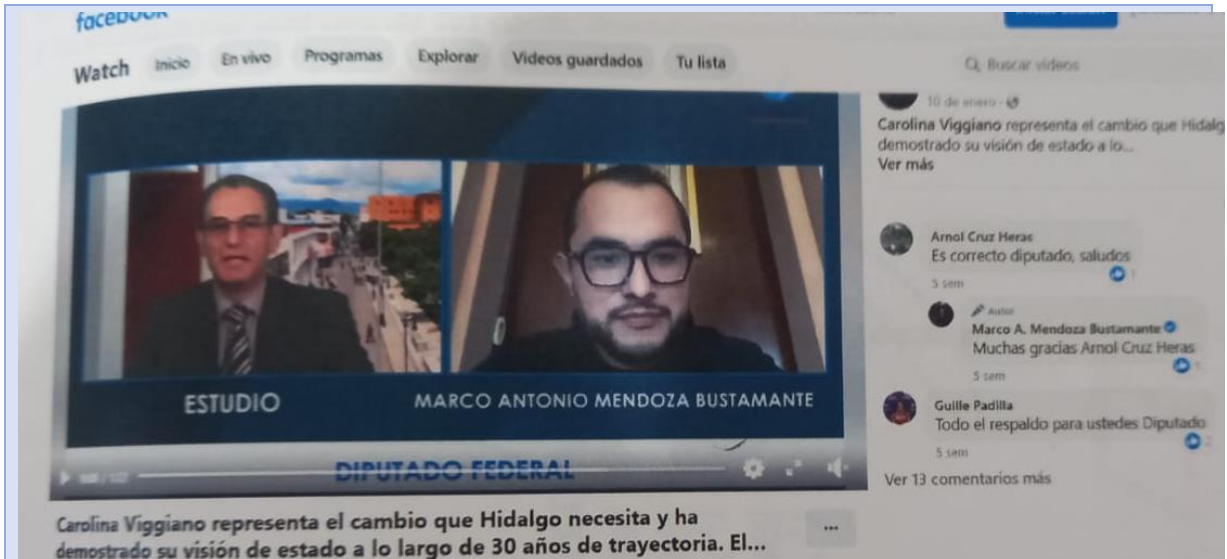 facebook
Watch Inicio En vivo Programas Explorar Videos guardados Tu lista
Buscar videos
ESTUDIO
MARCO ANTONIO MENDOZA BUSTAMANTE
DIPUTADO FEDERAL
Carolina Viggiano representa el cambio que Hidalgo necesita y ha
demostrado su visión de estado a lo largo de 30 años de trayectoria. El...
10 de enero
Carolina Viggiano representa el cambio que Hidalg
demostrado su visión de estado a lo...
Ver más
Arnol Cruz Heras
Es correcto diputado, saludos
1
5 sem
Autor
Marco A. Mendoza Bustamante
Muchas gracias Arnol Cruz Heras
1
5 sem
Guille Padilla
Todo el respaldo para ustedes Diputado
2
5 sem
Ver 13 comentarios más